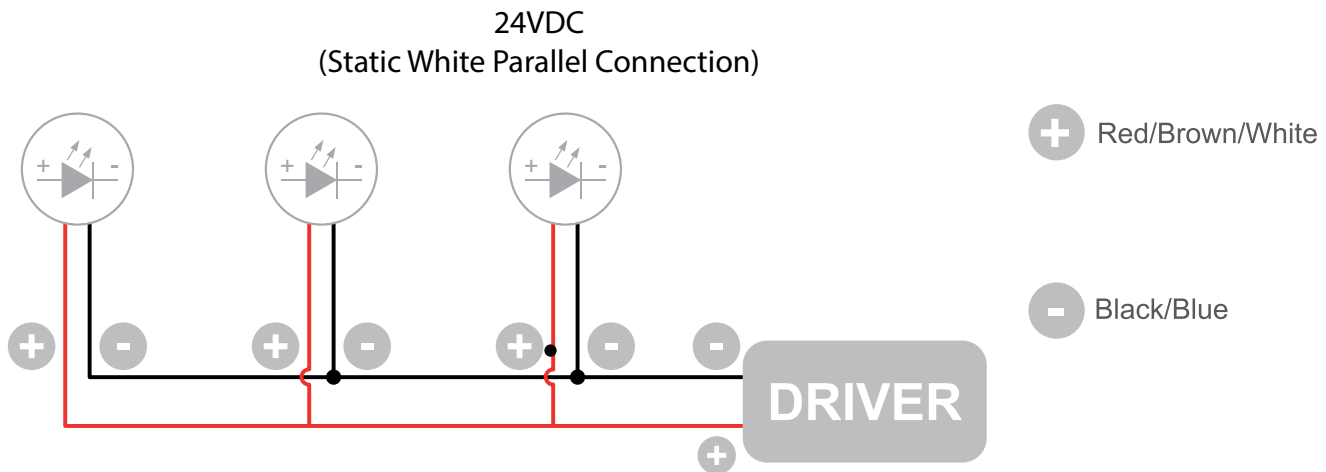 24VDC
(Static White Parallel Connection)
+ -
+ -
+ -
+ Red/Brown/White
- Black/Blue
+ -
+ -
+ -
-
DRIVER
+